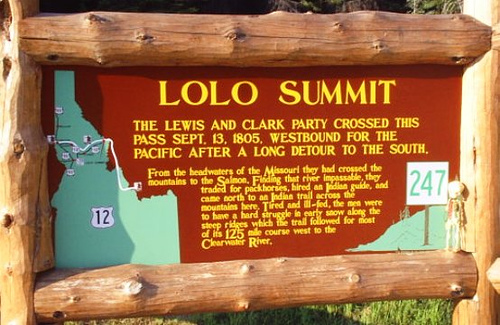 LOLO SUMMIT
THE LEWIS AND CLARK PARTY CROSSED THIS
PASS SEPT. 13, 1805, WESTBOUND FOR THE
PACIFIC AFTER A LONG DETOUR TO THE SOUTH.
From the headwaters of the Missouri they had crossed the
mountains to the Salmon. Finding that river impassable, they
traded for packhorses, hired an Indian guide, and
came north to an Indian trail across the
mountains here. Tired and ill-fed, the men were
to have a hard struggle in early snow along the
steep ridges which the trail followed for most
of its 125 mile course west to the
Clearwater River.
247
12